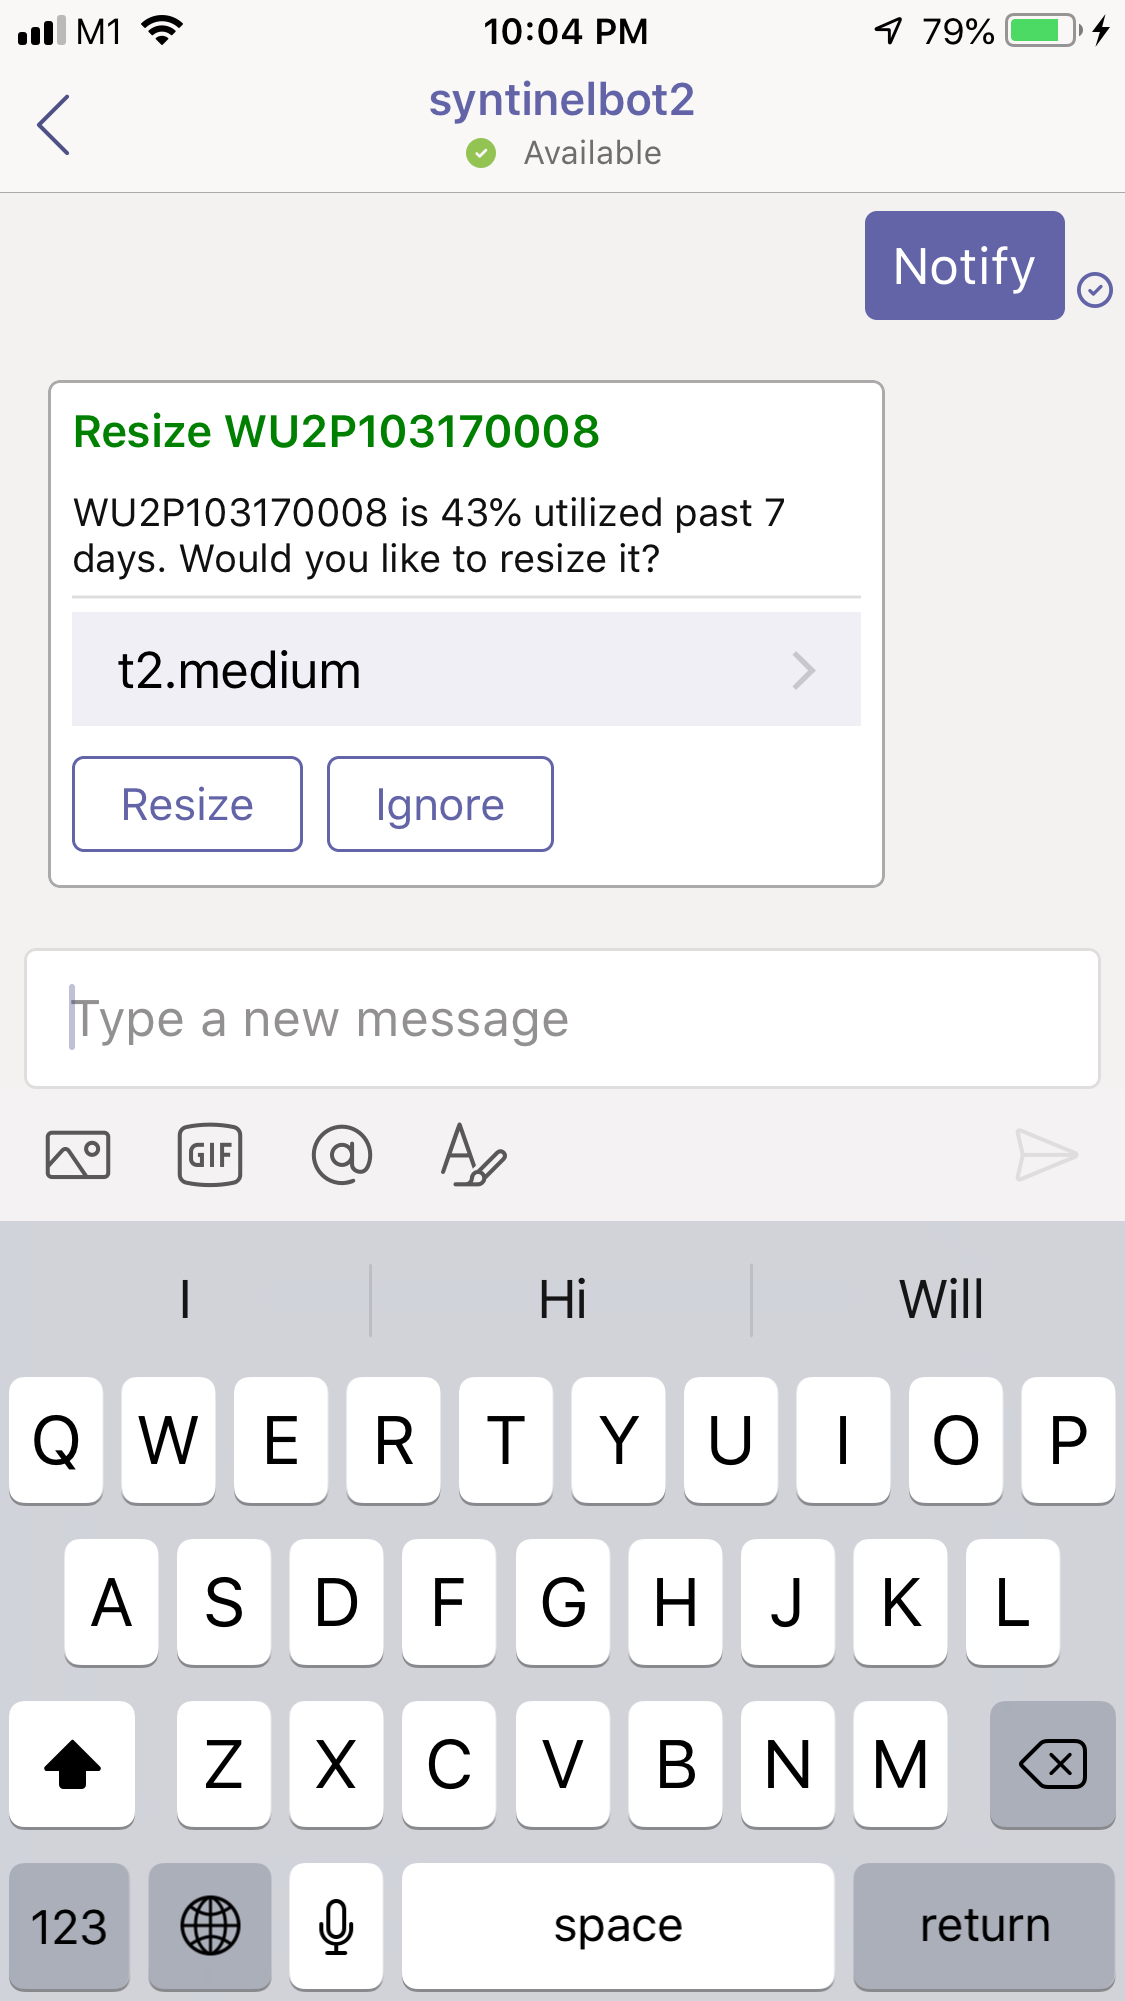 M1 10:04 PM 79%
syntinelbot2
Available
Notify
Resize WU2P103170008
WU2P103170008 is 43% utilized past 7
days. Would you like to resize it?
t2.medium
Resize Ignore
Type a new message
GIF @ A
I Hi Will
Q W E R T Y U I O P
A S D F G H J K L
Z X C V B N M
123 space return